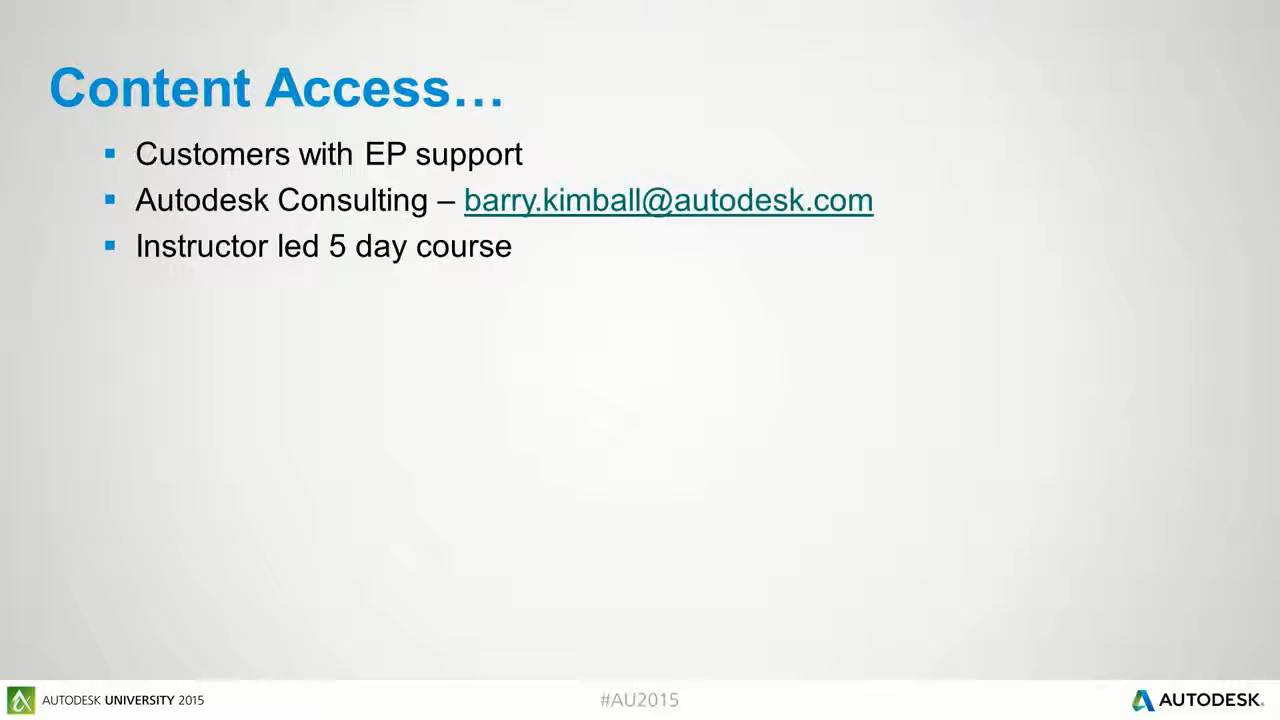 Content Access…
▪ Customers with EP support
▪ Autodesk Consulting – barry.kimball@autodesk.com
▪ Instructor led 5 day course
AUTODESK UNIVERSITY 2015
#AU2015
AUTODESK.